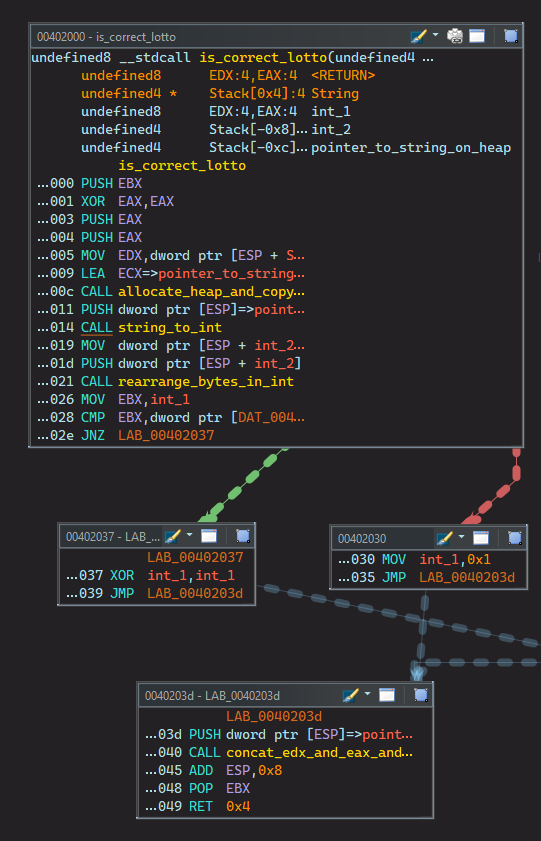 00402000 - is_correct_lotto
undefined8 __stdcall is_correct_lotto(undefined4 ...
undefined8 EDX:4,EAX:4 <RETURN>
undefined4 * Stack[0x4]:4 String
undefined8 EDX:4,EAX:4 int_1
undefined4 Stack[-0x8]... int_2
undefined4 Stack[-0xc]... pointer_to_string_on_heap
is_correct_lotto
...000 PUSH EBX
...001 XOR EAX,EAX
...003 PUSH EAX
...004 PUSH EAX
...005 MOV EDX,dword ptr [ESP + S...
...009 LEA ECX=>pointer_to_string...
...00c CALL allocate_heap_and_copy...
...011 PUSH dword ptr [ESP]=>point...
...014 CALL string_to_int
...019 MOV dword ptr [ESP + int_2...
...01d PUSH dword ptr [ESP + int_2]
...021 CALL rearrange_bytes_in_int
...026 MOV EBX,int_1
...028 CMP EBX,dword ptr [DAT_004...
...02e JNZ LAB_00402037
00402037 - LAB_...
LAB_00402037
...037 XOR int_1,int_1
...039 JMP LAB_0040203d
00402030
...030 MOV int_1,0x1
...035 JMP LAB_0040203d
0040203d - LAB_0040203d
LAB_0040203d
...03d PUSH dword ptr [ESP]=>point...
...040 CALL concat_edx_and_eax_and...
...045 ADD ESP,0x8
...048 POP EBX
...049 RET 0x4